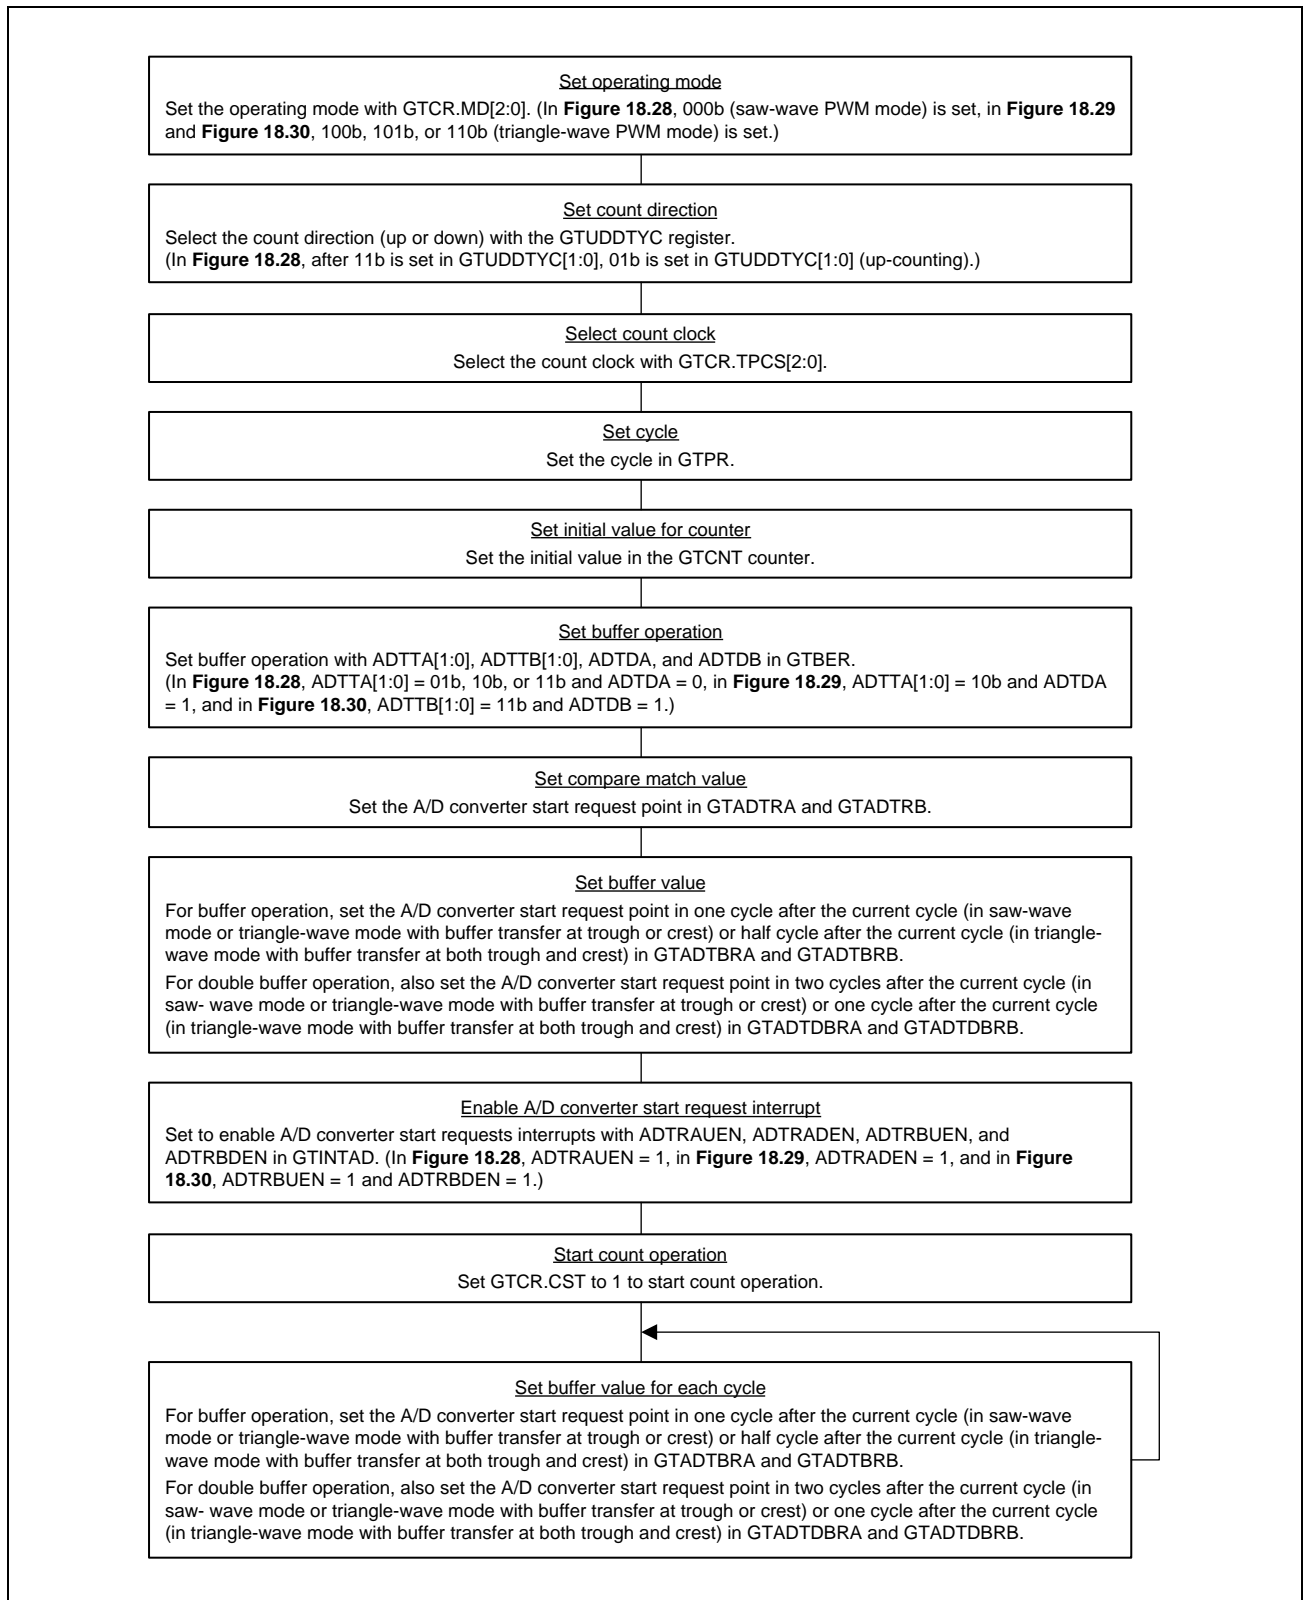 Set operating mode
Set the operating mode with GTCR.MD[2:0]. (In Figure 18.28, 000b (saw-wave PWM mode) is set, in Figure 18.29
and Figure 18.30, 100b, 101b, or 110b (triangle-wave PWM mode) is set.)
Set count direction
Select the count direction (up or down) with the GTUDDTYC register.
(In Figure 18.28, after 11b is set in GTUDDTYC[1:0], 01b is set in GTUDDTYC[1:0] (up-counting).)
Select count clock
Select the count clock with GTCR.TPCS[2:0].
Set cycle
Set the cycle in GTPR.
Set initial value for counter
Set the initial value in the GTCNT counter.
Set buffer operation
Set buffer operation with ADTTA[1:0], ADTTB[1:0], ADTDA, and ADTDB in GTBER.
(In Figure 18.28, ADTTA[1:0] = 01b, 10b, or 11b and ADTDA = 0, in Figure 18.29, ADTTA[1:0] = 10b and ADTDA
= 1, and in Figure 18.30, ADTTB[1:0] = 11b and ADTDB = 1.)
Set compare match value
Set the A/D converter start request point in GTADTRA and GTADTRB.
Set buffer value
For buffer operation, set the A/D converter start request point in one cycle after the current cycle (in saw-wave
mode or triangle-wave mode with buffer transfer at trough or crest) or half cycle after the current cycle (in triangle-
wave mode with buffer transfer at both trough and crest) in GTADTBRA and GTADTBRB.
For double buffer operation, also set the A/D converter start request point in two cycles after the current cycle (in
saw- wave mode or triangle-wave mode with buffer transfer at trough or crest) or one cycle after the current cycle
(in triangle-wave mode with buffer transfer at both trough and crest) in GTADTDBRA and GTADTDBRB.
Enable A/D converter start request interrupt
Set to enable A/D converter start requests interrupts with ADTRAUEN, ADTRADEN, ADTRBUEN, and
ADTRBDEN in GTINTAD. (In Figure 18.28, ADTRAUEN = 1, in Figure 18.29, ADTRADEN = 1, and in Figure
18.30, ADTRBUEN = 1 and ADTRBDEN = 1.)
Start count operation
Set GTCR.CST to 1 to start count operation.
Set buffer value for each cycle
For buffer operation, set the A/D converter start request point in one cycle after the current cycle (in saw-wave
mode or triangle-wave mode with buffer transfer at trough or crest) or half cycle after the current cycle (in triangle-
wave mode with buffer transfer at both trough and crest) in GTADTBRA and GTADTBRB.
For double buffer operation, also set the A/D converter start request point in two cycles after the current cycle (in
saw- wave mode or triangle-wave mode with buffer transfer at trough or crest) or one cycle after the current cycle
(in triangle-wave mode with buffer transfer at both trough and crest) in GTADTDBRA and GTADTDBRB.